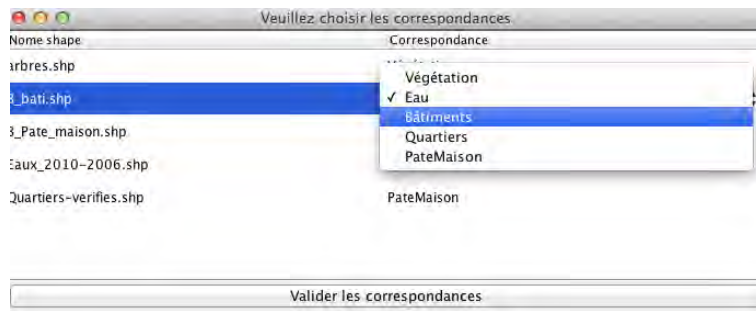 Veuillez choisir les correspondances
Nome shape Correspondance
arbres.shp
Végétation
3_bati.shp ✓ Eau
Bâtiments
3_Pate_maison.shp Quartiers
PateMaison
Eaux_2010-2006.shp
Quartiers-verifies.shp PateMaison
Valider les correspondances